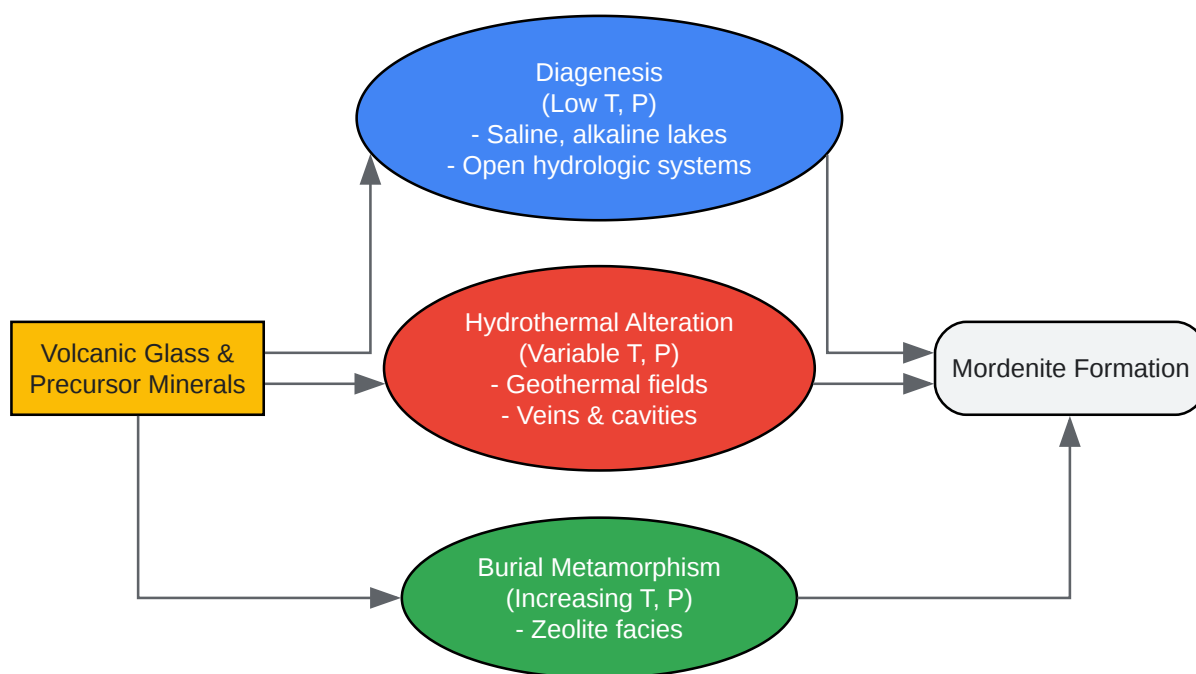 Diagenesis
(Low T, P)
- Saline, alkaline lakes
- Open hydrologic systems
Volcanic Glass &
Precursor Minerals
Hydrothermal Alteration
(Variable T, P)
- Geothermal fields
- Veins & cavities
Mordenite Formation
Burial Metamorphism
(Increasing T, P)
- Zeolite facies